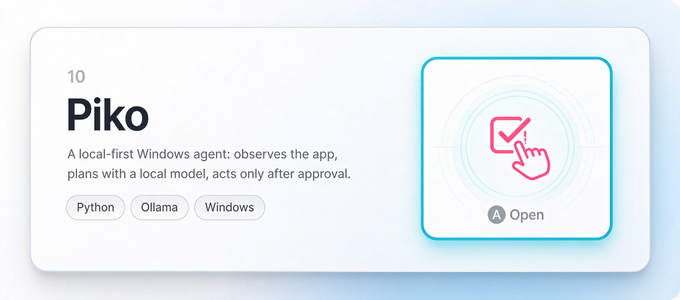 10
Piko
A local-first Windows agent: observes the app,
plans with a local model, acts only after approval.
Python Ollama Windows
A Open